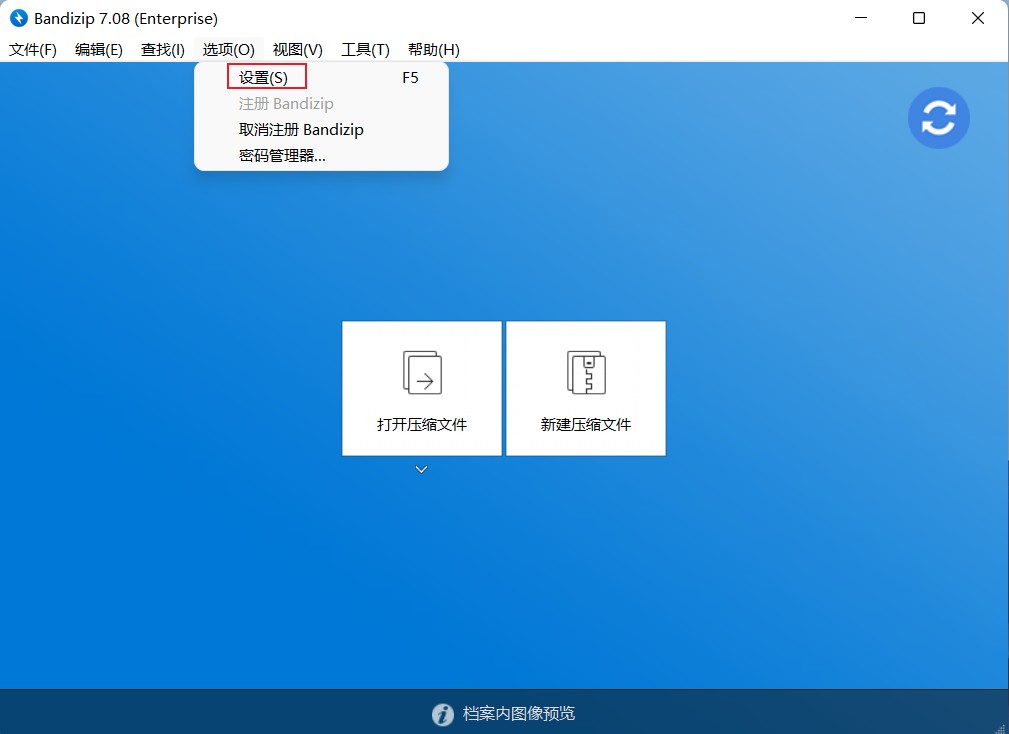 Bandizip 7.08 (Enterprise)
文件(F) 编辑(E) 查找(I) 选项(O) 视图(V) 工具(T) 帮助(H)
设置(S) F5
注册 Bandizip
取消注册 Bandizip
密码管理器...
打开压缩文件 新建压缩文件
档案内图像预览